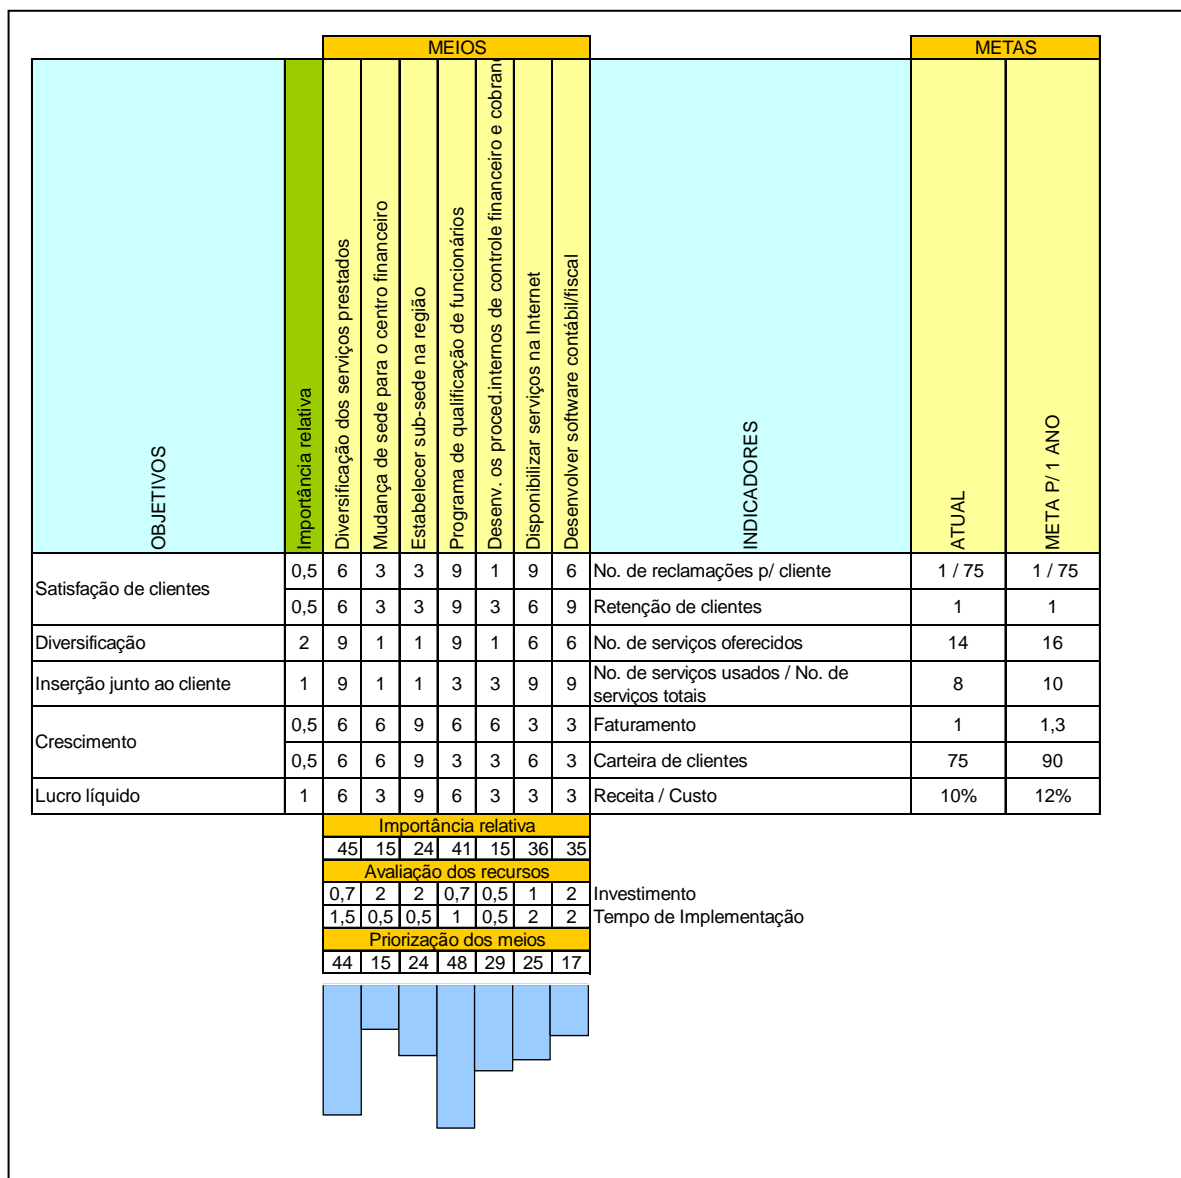 MEIOS METAS
OBJETIVOS
Importância relativa
Diversificação dos serviços prestados
Mudança de sede para o centro financeiro
Estabelecer sub-sede na região
Programa de qualificação de funcionários
Desenv. os proced.internos de controle financeiro e cobran
Disponibilizar serviços na Internet
Desenvolver software contábil/fiscal
INDICADORES
ATUAL
META P/ 1 ANO
Satisfação de clientes
0,5 6 3 3 9 1 9 6 No. de reclamações p/ cliente 1 / 75 1 / 75
0,5 6 3 3 9 3 6 9 Retenção de clientes 1 1
Diversificação 2 9 1 1 9 1 6 6 No. de serviços oferecidos 14 16
Inserção junto ao cliente 1 9 1 1 3 3 9 9 No. de serviços usados / No. de
serviços totais 8 10
Crescimento
0,5 6 6 9 6 6 3 3 Faturamento 1 1,3
0,5 6 6 9 3 3 6 3 Carteira de clientes 75 90
Lucro líquido 1 6 3 9 6 3 3 3 Receita / Custo 10% 12%
Importância relativa
45 15 24 41 15 36 35
Avaliação dos recursos
0,7 2 2 0,7 0,5 1 2 Investimento
1,5 0,5 0,5 1 0,5 2 2 Tempo de Implementação
Priorização dos meios
44 15 24 48 29 25 17